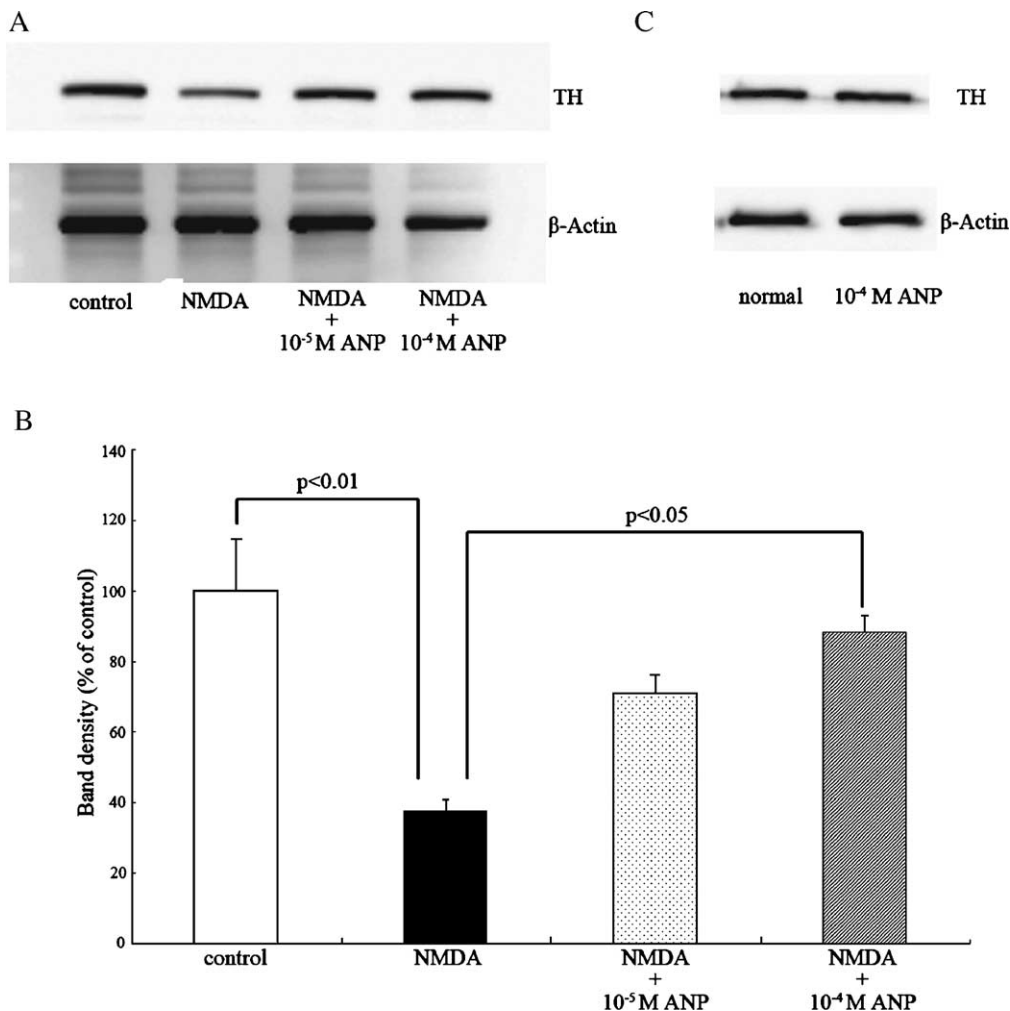 A
TH
β-Actin
control NMDA NMDA NMDA
+ +
10⁻⁵ M ANP 10⁻⁴ M ANP
C
TH
β-Actin
normal 10⁻⁴ M ANP
B
Band density (% of control)
140
120
100
80
60
40
20
0
p<0.01
p<0.05
control NMDA NMDA NMDA
+ +
10⁻⁵ M ANP 10⁻⁴ M ANP